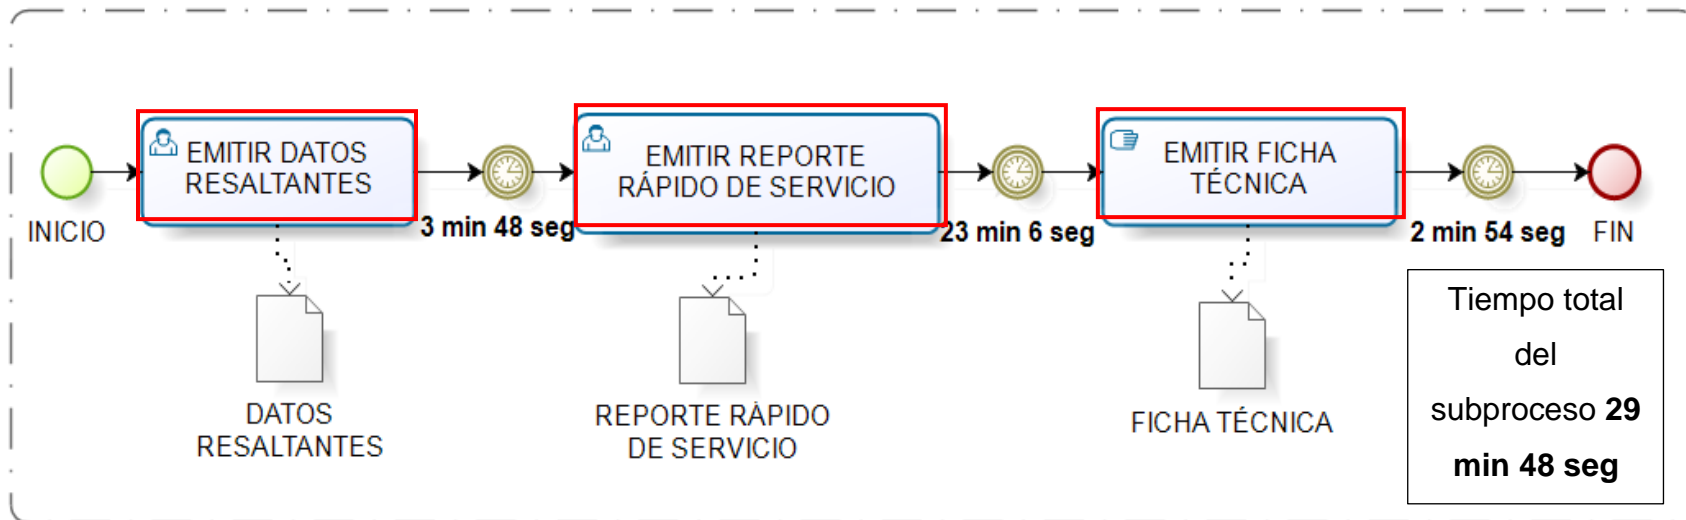 EMITIR DATOS
RESALTANTES
EMITIR REPORTE
RÁPIDO DE SERVICIO
EMITIR FICHA
TÉCNICA
INICIO
3 min 48 seg
23 min 6 seg
2 min 54 seg
FIN
DATOS
RESALTANTES
REPORTE RÀPIDO
DE SERVICIO
FICHA TÉCNICA
Tiempo total
del
subproceso 29
min 48 seg